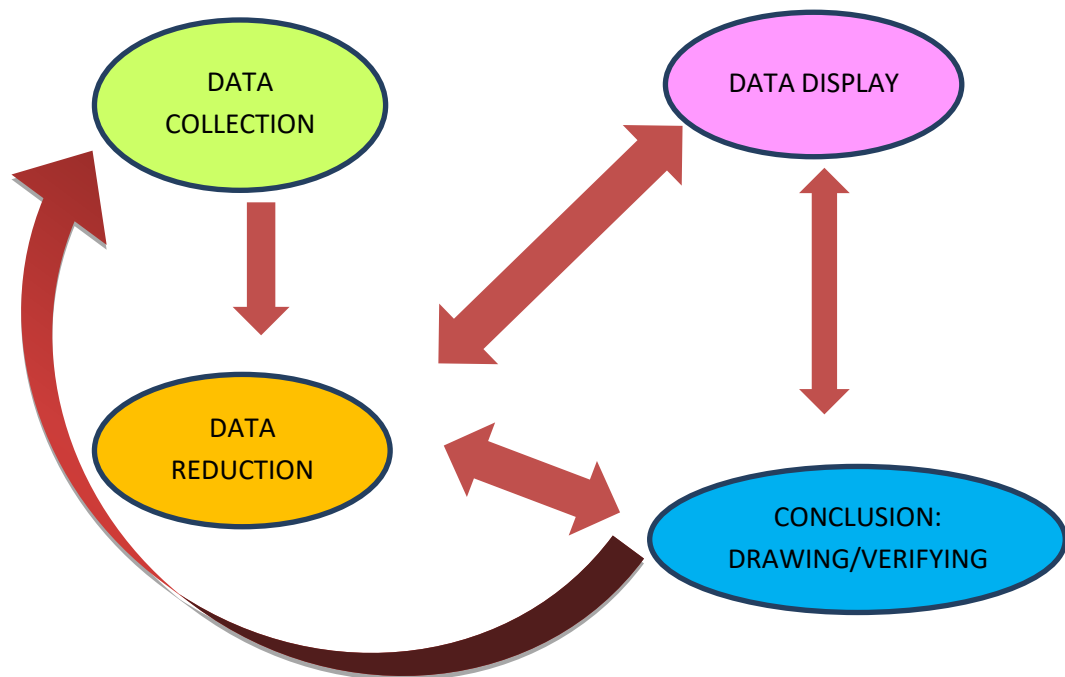 DATA
COLLECTION
DATA DISPLAY
DATA
REDUCTION
CONCLUSION:
DRAWING/VERIFYING